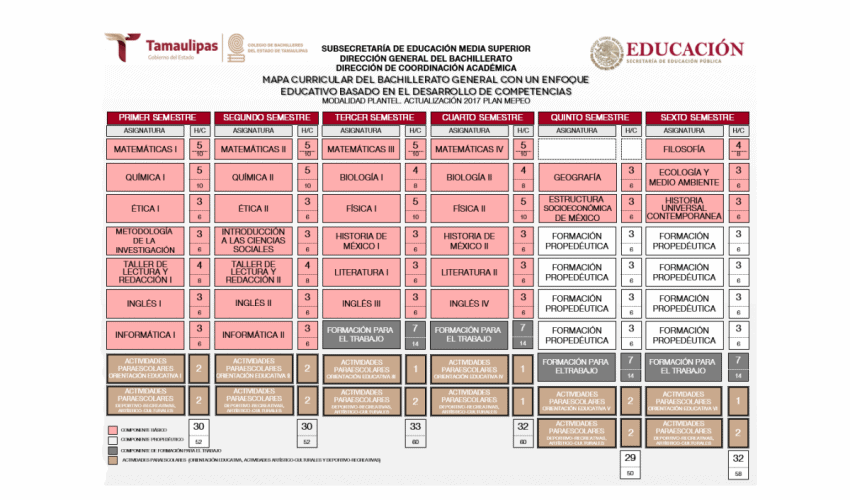 Tamaulipas
Gobierno del Estado
COLEGIO DE BACHILLERES
DEL ESTADO DE TAMAULIPAS
SUBSECRETARÍA DE EDUCACIÓN MEDIA SUPERIOR
DIRECCIÓN GENERAL DEL BACHILLERATO
DIRECCIÓN DE COORDINACIÓN ACADÉMICA
EDUCACIÓN
SECRETARÍA DE EDUCACIÓN PÚBLICA
MAPA CURRICULAR DEL BACHILLERATO GENERAL CON UN ENFOQUE
EDUCATIVO BASADO EN EL DESARROLLO DE COMPETENCIAS
MODALIDAD PLANTEL. ACTUALIZACIÓN 2017 PLAN MEPEO
PRIMER SEMESTRE
ASIGNATURA H/C
MATEMÁTICAS I 5
10
QUÍMICA I 5
10
ÉTICA I 3
6
METODOLOGÍA
DE LA
INVESTIGACIÓN
3
6
TALLER DE
LECTURA Y
REDACCIÓN I
4
8
INGLÉS I 3
6
INFORMÁTICA I 3
6
ACTIVIDADES
PARAESCOLARES
ORIENTACIÓN EDUCATIVA I
2
ACTIVIDADES
PARAESCOLARES
DEPORTIVO-RECREATIVAS,
ARTÍSTICO-CULTURALES
2
30
52
SEGUNDO SEMESTRE
ASIGNATURA H/C
MATEMÁTICAS II 5
10
QUÍMICA II 5
10
ÉTICA II 3
6
INTRODUCCIÓN
A LAS CIENCIAS
SOCIALES
3
6
TALLER DE
LECTURA Y
REDACCIÓN II
4
8
INGLÉS II 3
6
INFORMÁTICA II 3
6
ACTIVIDADES
PARAESCOLARES
ORIENTACIÓN EDUCATIVA II
2
ACTIVIDADES
PARAESCOLARES
DEPORTIVO-RECREATIVAS,
ARTÍSTICO-CULTURALES
2
30
52
TERCER SEMESTRE
ASIGNATURA H/C
MATEMÁTICAS III 5
10
BIOLOGÍA I 4
8
FÍSICA I 5
10
HISTORIA DE
MÉXICO I
3
6
LITERATURA I 3
6
INGLÉS III 3
6
FORMACIÓN PARA
EL TRABAJO
7
14
ACTIVIDADES
PARAESCOLARES
ORIENTACIÓN EDUCATIVA III
1
ACTIVIDADES
PARAESCOLARES
DEPORTIVO-RECREATIVAS,
ARTÍSTICO-CULTURALES
1
33
60
CUARTO SEMESTRE
ASIGNATURA H/C
MATEMÁTICAS IV 5
10
BIOLOGÍA II 4
8
FÍSICA II 5
10
HISTORIA DE
MÉXICO II
3
6
LITERATURA II 3
6
INGLÉS IV 3
6
FORMACIÓN PARA
EL TRABAJO
7
14
ACTIVIDADES
PARAESCOLARES
ORIENTACIÓN EDUCATIVA IV
1
ACTIVIDADES
PARAESCOLARES
DEPORTIVO-RECREATIVAS,
ARTÍSTICO-CULTURALES
1
32
60
QUINTO SEMESTRE
ASIGNATURA H/C
GEOGRAFÍA 3
6
ESTRUCTURA
SOCIOECONÓMICA
DE MÉXICO
3
6
FORMACIÓN
PROPEDÉUTICA
3
6
FORMACIÓN
PROPEDÉUTICA
3
6
FORMACIÓN
PROPEDÉUTICA
3
6
FORMACIÓN
PROPEDÉUTICA
3
6
FORMACIÓN PARA
ELTRABAJO
7
14
ACTIVIDADES
PARAESCOLARES
ORIENTACIÓN EDUCATIVA V
2
ACTIVIDADES
PARAESCOLARES
DEPORTIVO-RECREATIVAS,
ARTÍSTICO-CULTURALES
2
29
50
SEXTO SEMESTRE
ASIGNATURA H/C
FILOSOFÍA 4
8
ECOLOGÍA Y
MEDIO AMBIENTE
3
6
HISTORIA
UNIVERSAL
CONTEMPORÁNEA
3
6
FORMACIÓN
PROPEDÉUTICA
3
6
FORMACIÓN
PROPEDÉUTICA
3
6
FORMACIÓN
PROPEDÉUTICA
3
6
FORMACIÓN
PROPEDÉUTICA
3
6
FORMACIÓN PARA
EL TRABAJO
7
14
ACTIVIDADES
PARAESCOLARES
ORIENTACIÓN EDUCATIVA VI
1
ACTIVIDADES
PARAESCOLARES
DEPORTIVO-RECREATIVAS,
ARTÍSTICO-CULTURALES
2
32
58
COMPONENTE BÁSICO
COMPONENTE PROPEDÉUTICO
COMPONENTE DE FORMACIÓN PARA EL TRABAJO
ACTIVIDADES PARAESCOLARES (ORIENTACIÓN EDUCATIVA, ACTIVIDADES ARTÍSTICO-CULTURALES Y DEPORTIVO-RECREATIVAS)